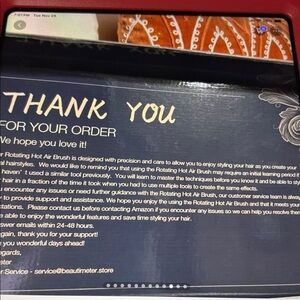 7:01PM Tue Nov 26
THANK YOU
FOR YOUR ORDER
We hope you love it!
r Rotating Hot Air Brush is designed with precision and care to allow you to enjoy styling your hair as you create your
al hairstyles. We would like to remind you that using the Rotating Hot Air Brush may require an initial learning period if
haven't used a similar tool previously. You will learn to master the techniques before you know it and be able to style
hair in a fraction of the time it took when you had to use multiple tools to create the same effects.
encounter any issues or need further guidance with the Rotating Hot Air Brush, our customer service team is always
to provide support and assistance. We hope you enjoy using the Rotating Hot Air Brush and that it meets your
tations. Please contact us before contacting Amazon if you encounter any issues so we can help you resolve them
able to enjoy the wonderful features and save time styling your hair.
swer emails within 24-48 hours.
gain, thank you for your support!
you wonderful days ahead!
egards,
r Service - service@beautimeter.store